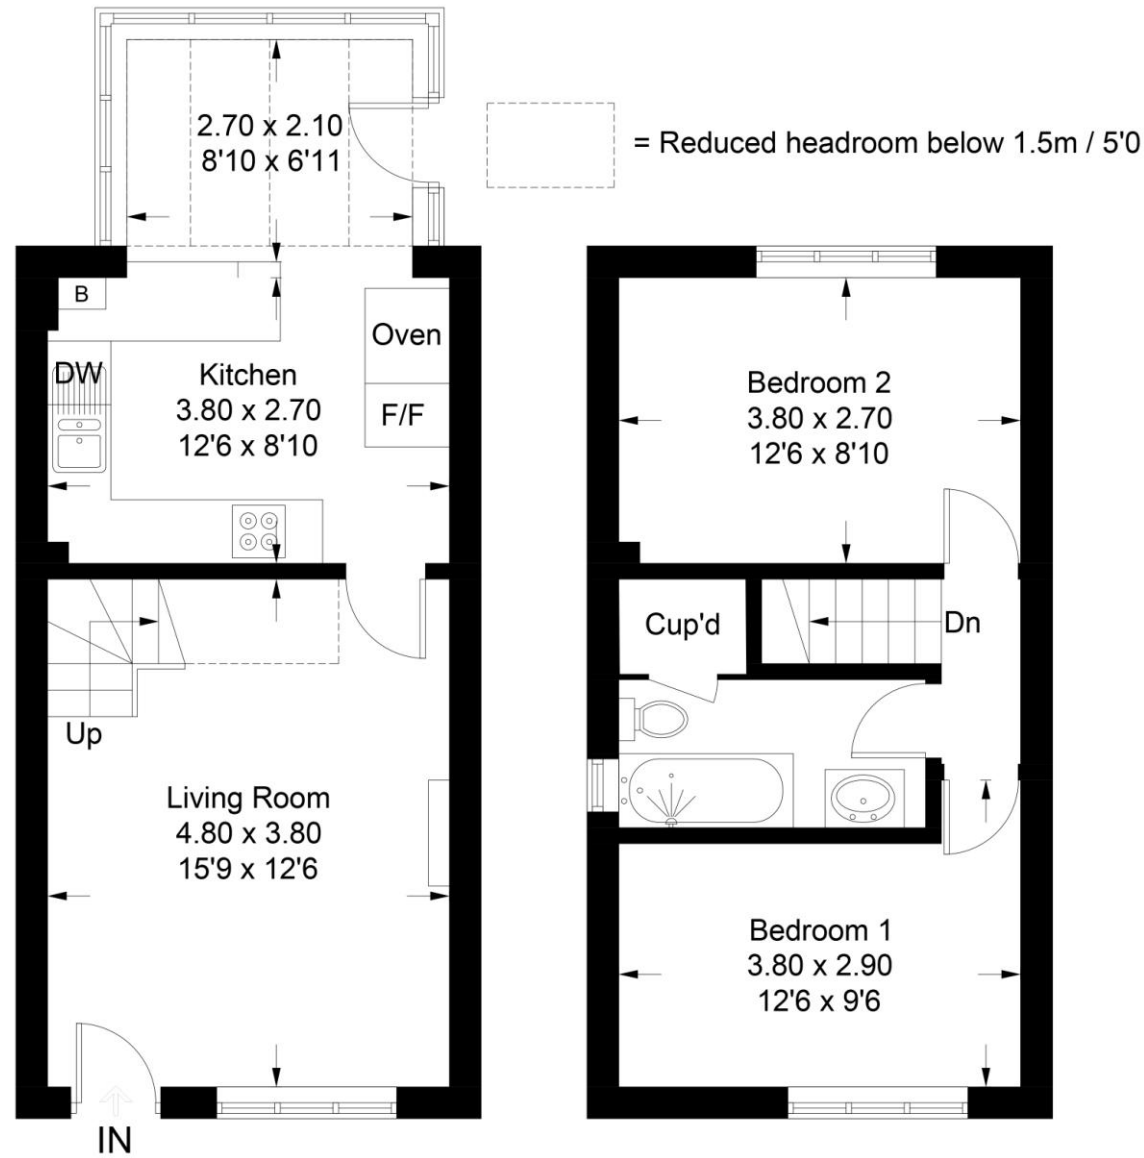 2.70 x 2.10
8'10 x 6'11
= Reduced headroom below 1.5m / 5'0
B
Oven
DW
Kitchen
3.80 x 2.70
12'6 x 8'10
F/F
Bedroom 2
3.80 x 2.70
12'6 x 8'10
Cup'd
Dn
Up
Living Room
4.80 x 3.80
15'9 x 12'6
Bedroom 1
3.80 x 2.90
12'6 x 9'6
IN